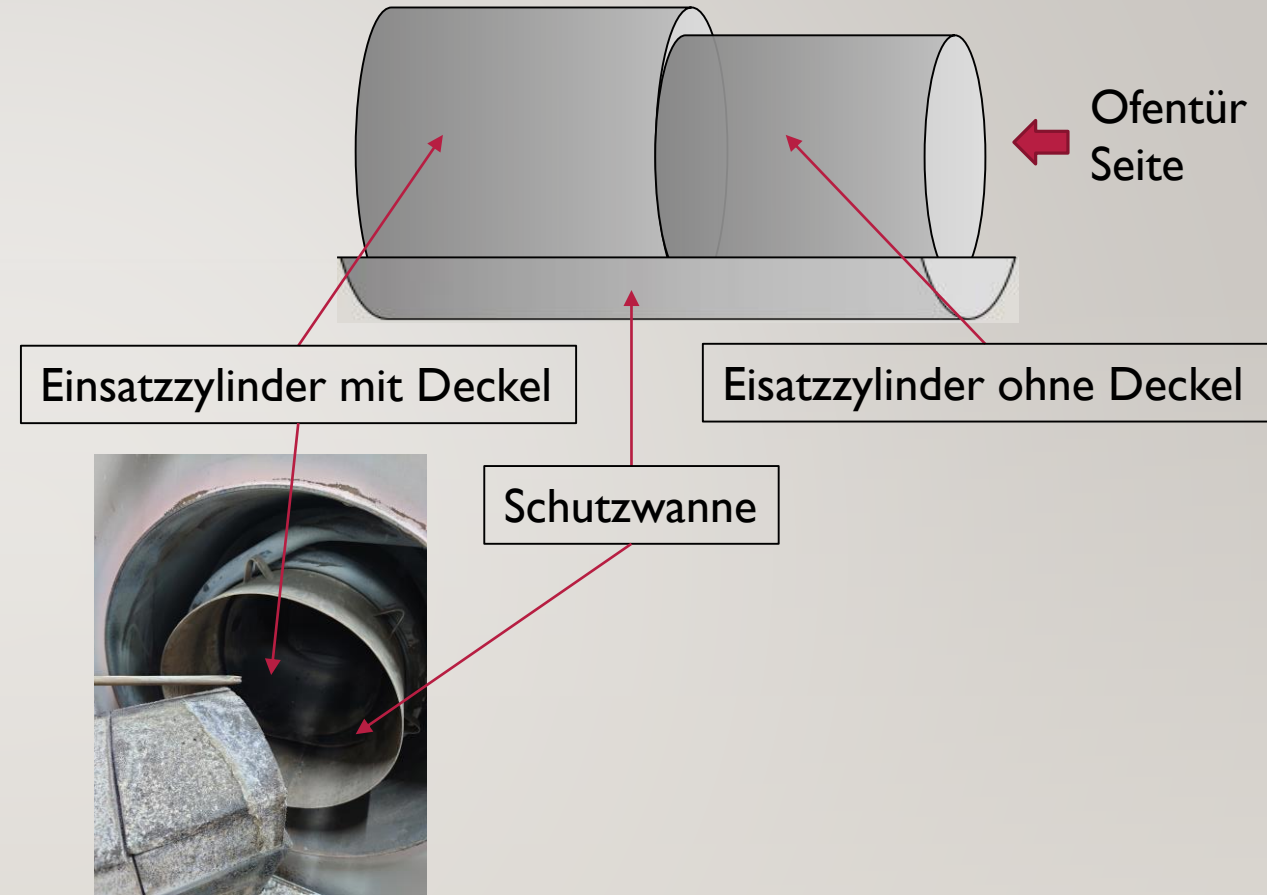 Ofentür
Seite
Einsatzzylinder mit Deckel
Eisatzzylinder ohne Deckel
Schutzwanne